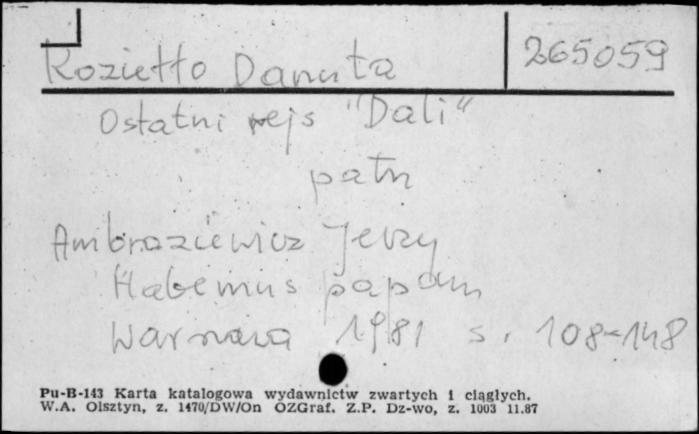 Koziełło Danuta
265059
Ostatni rejs "Dali"
patrz
Ambroziewicz Jerzy
Habemus papam
Warszawa 1981 s. 108-148
Pu-B-143 Karta katalogowa wydawnictw zwartych i ciągłych.
W.A. Olsztyn, z. 1470/DW/On OZGraf. Z.P. Dz-wo, z. 1003 11.87